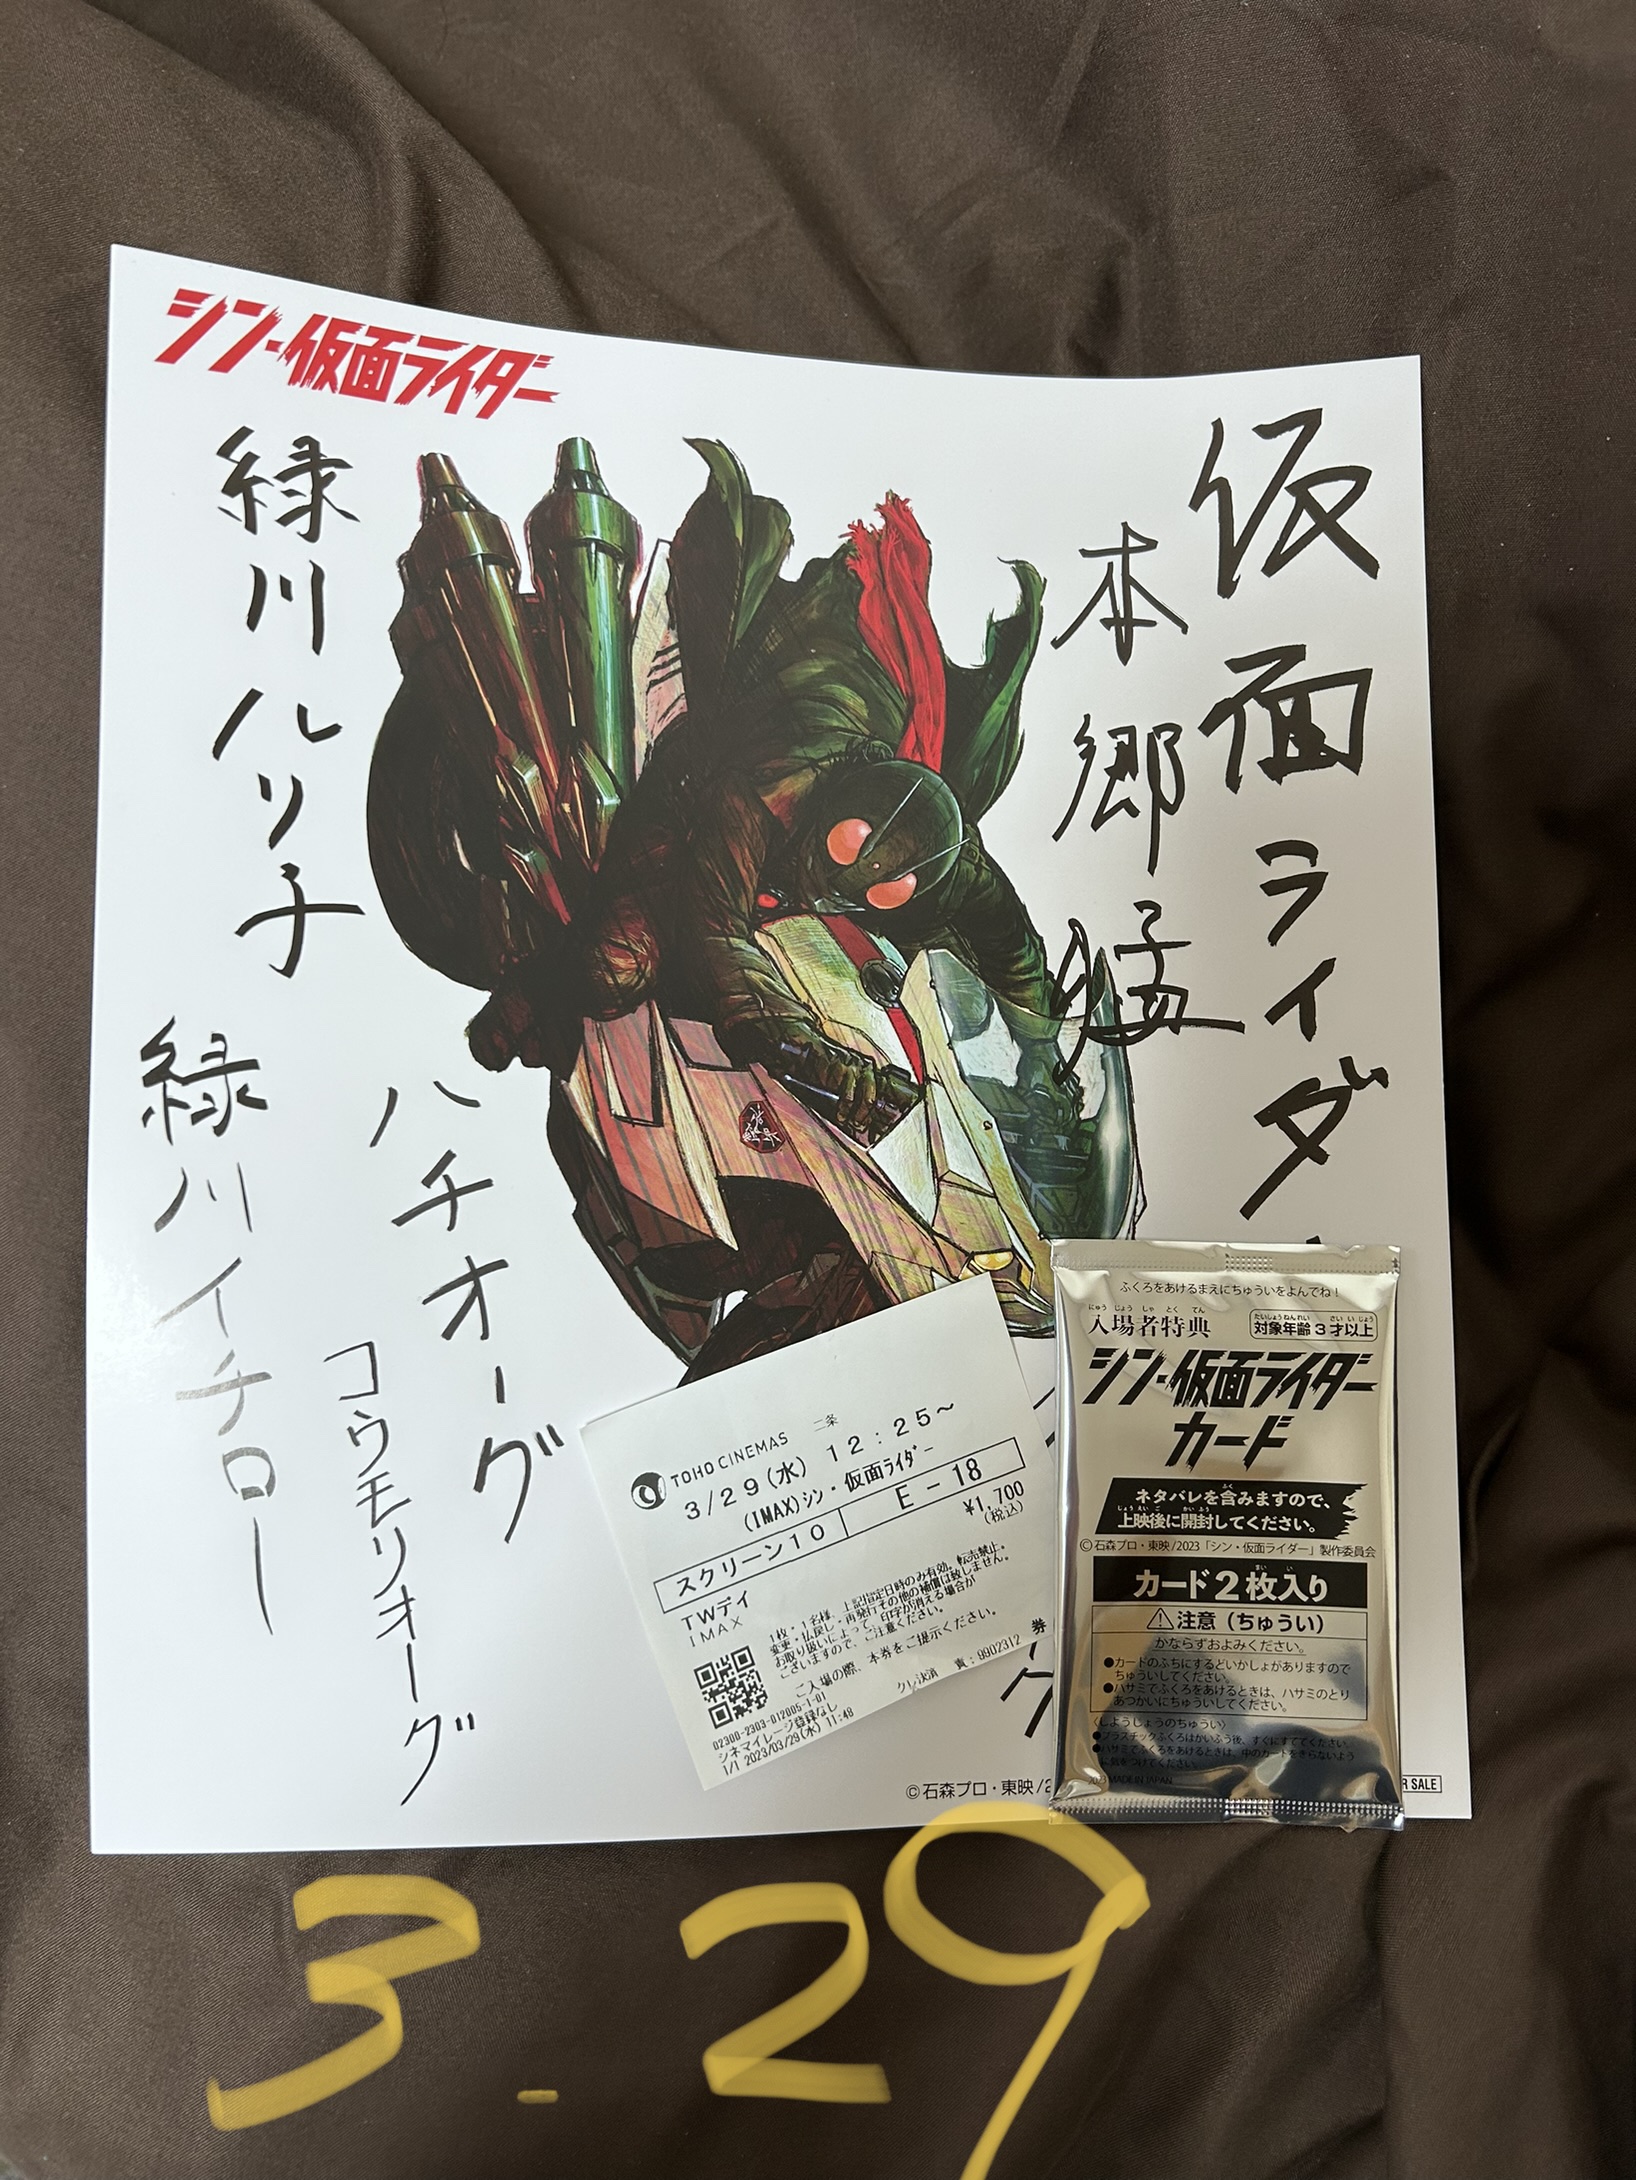 シン・仮面ライダー
仮面ライダー
本郷猛
緑川ルリ子
緑川イチロー
ハチオーグ
コウモリオーグ
TOHO CINEMAS 二条
3/29(水) 12:25~
(IMAX)シン・仮面ライダー
スクリーン10 E-18
¥1,700
(税込)
TWデイ
IMAX
1枚・1名様、上記指定日時のみ有効。転売禁止。
変更・払戻し・再発行その他の補償は致しません。
お取り扱いによって、印字が消える場合が
ございますので、ご注意ください。
ご入場の際、本券をご提示ください。
クレ決済 責:9902312
券
02300-2303-012005-1-01
シネマイレージ登録なし
1/1 2023/03/29(水) 11:48
ふくろをあけるまえにちゅういをよんでね!
入場者特典
対象年齢3才以上
シン・仮面ライダー
カード
ネタバレを含みますので、
上映後に開封してください。
©石森プロ・東映/2023「シン・仮面ライダー」製作委員会
カード2枚入り
注意(ちゅうい)
かならずおよみください。
●カードのふちにするどいかしょがありますので
ちゅういしてください。
●ハサミでふくろをあけるときは、ハサミのとり
あつかいにちゅういしてください。
〈しようじょうのちゅうい〉
●プラスチックふくろはかいふう後、すぐにすててください。
●ハサミでふくろをあけるときは、中のカードをきらないよう
に気をつけてください。
MADE IN JAPAN
©石森プロ・東映/2
R SALE
3.29